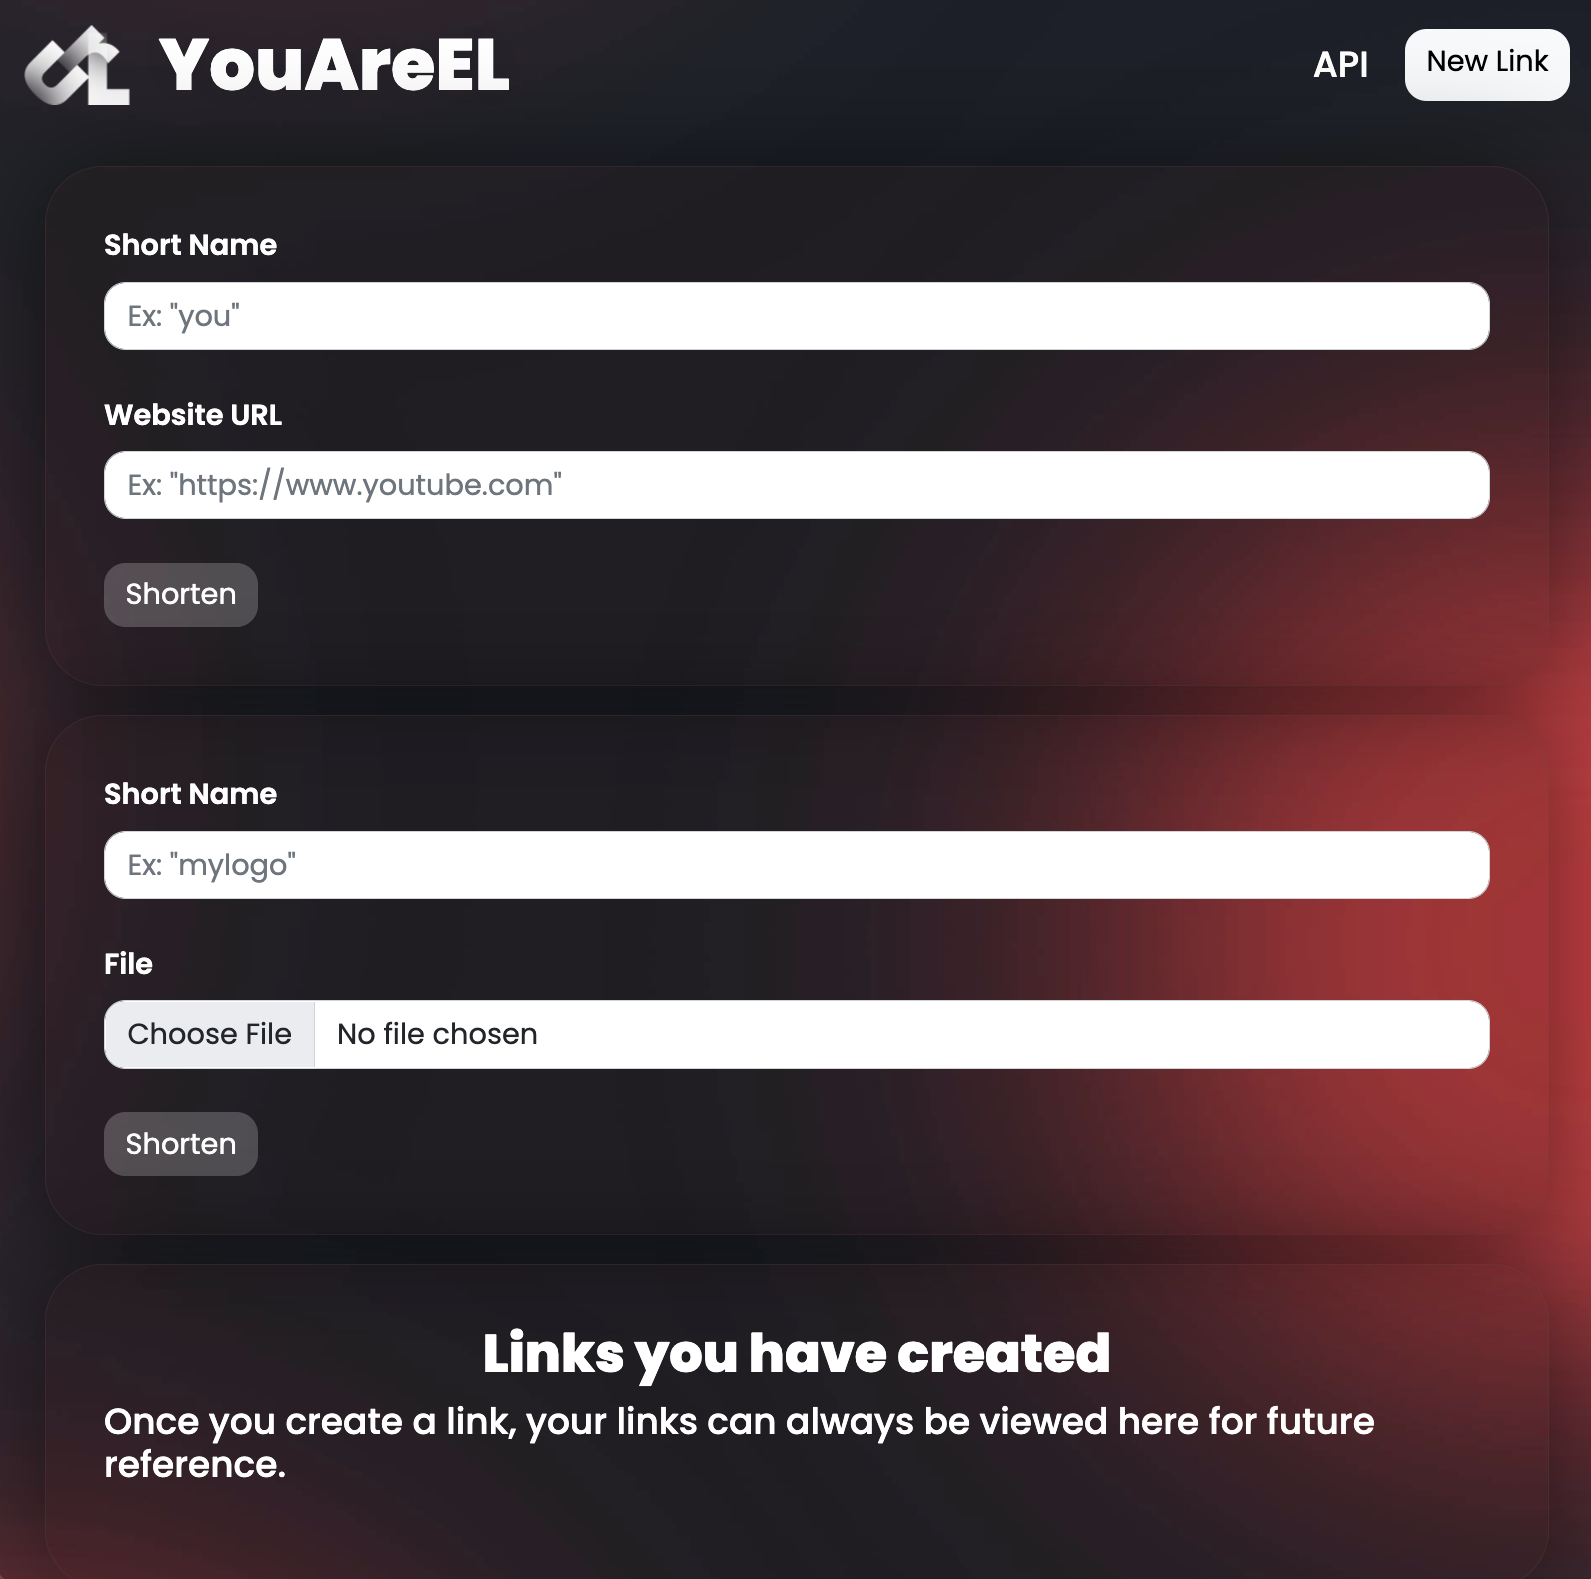 YouAreEL
API
New Link
Short Name
Ex: "you"
Website URL
Ex: "https://www.youtube.com"
Shorten
Short Name
Ex: "mylogo"
File
Choose File
No file chosen
Shorten
Links you have created
Once you create a link, your links can always be viewed here for future
reference.